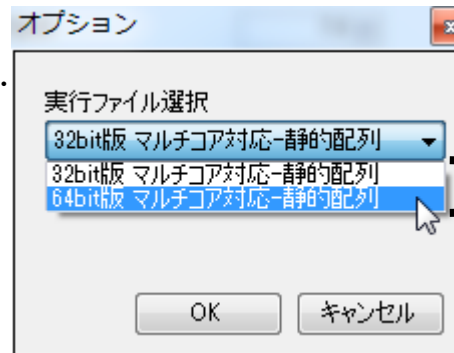 オプション
実行ファイル選択
32bit版 マルチコア対応-静的配列
32bit版 マルチコア対応-静的配列
64bit版 マルチコア対応-静的配列
OK キャンセル